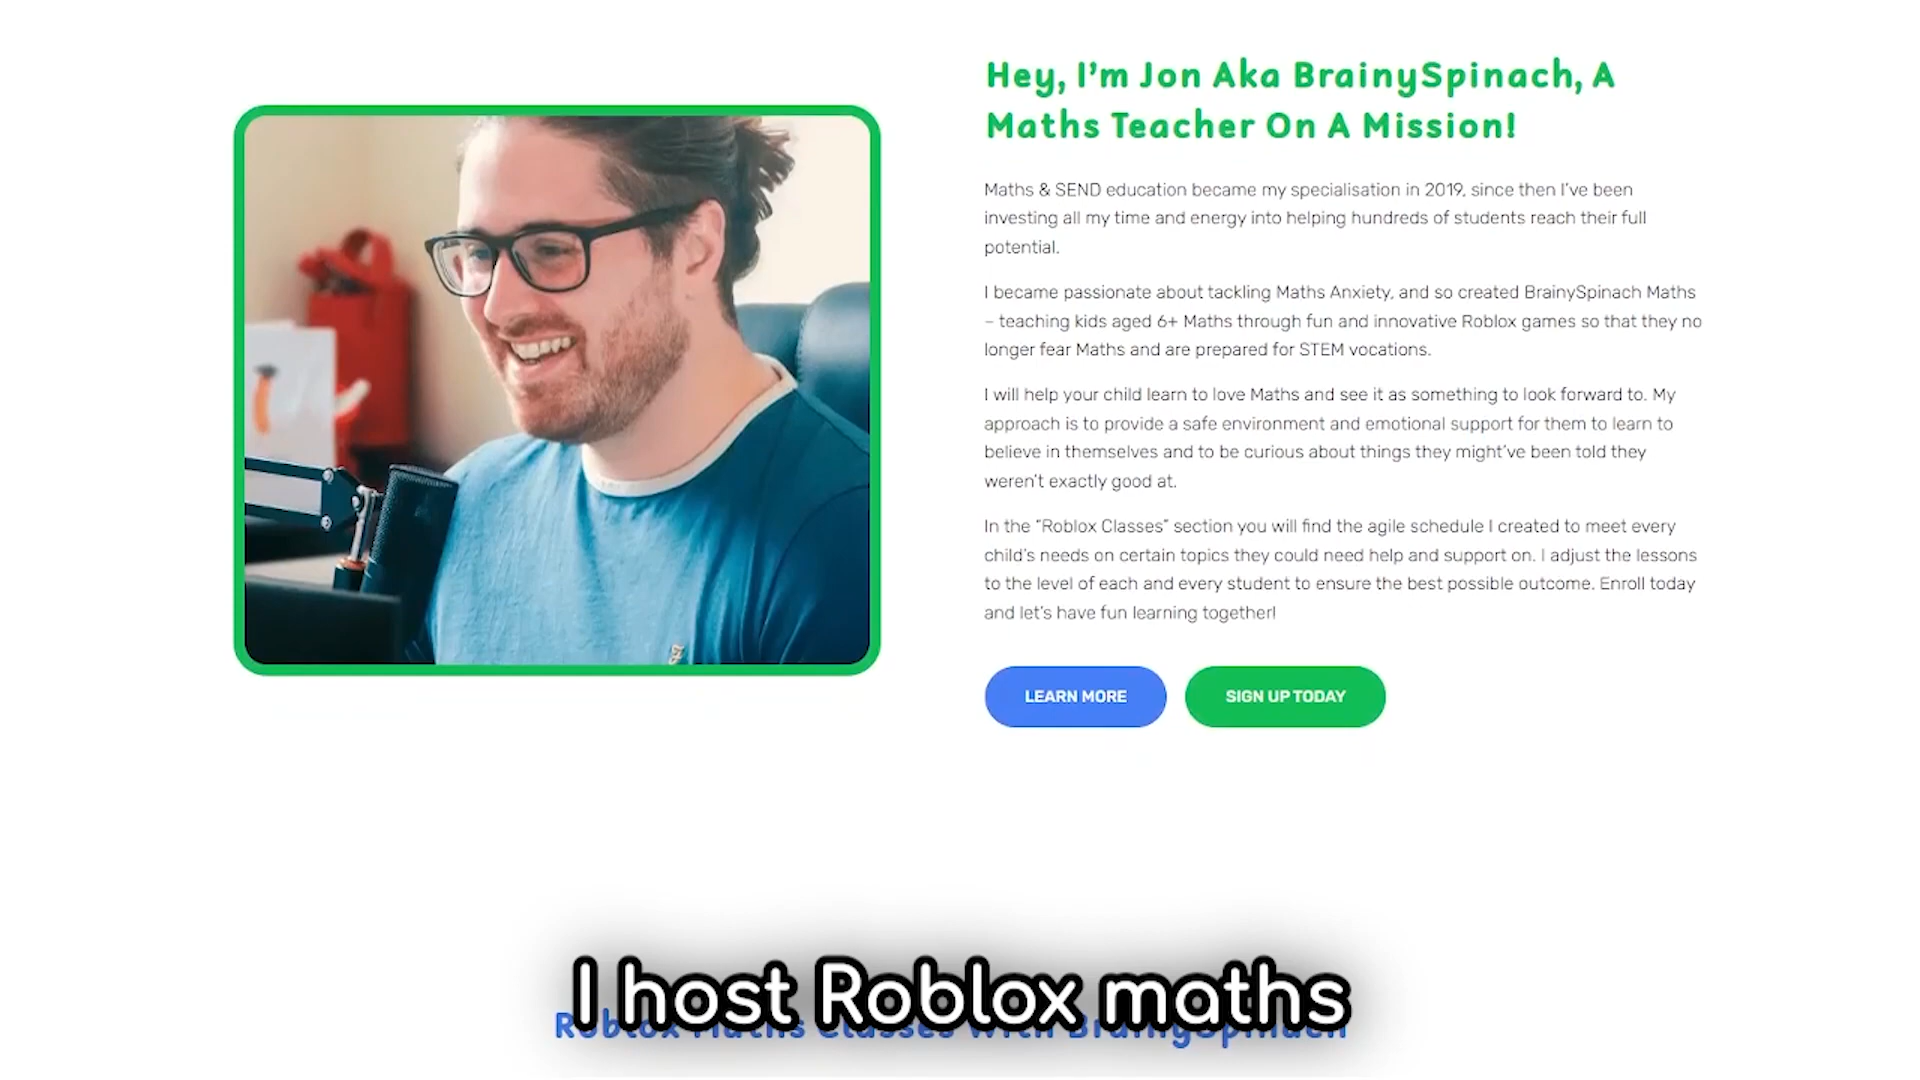 Hey, I'm Jon Aka BrainySpinach, A
Maths Teacher On A Mission!
Maths & SEND education became my specialisation in 2019, since then I've been
investing all my time and energy into helping hundreds of students reach their full
potential.
I became passionate about tackling Maths Anxiety, and so created BrainySpinach Maths
– teaching kids aged 6+ Maths through fun and innovative Roblox games so that they no
longer fear Maths and are prepared for STEM vocations.
I will help your child learn to love Maths and see it as something to look forward to. My
approach is to provide a safe environment and emotional support for them to learn to
believe in themselves and to be curious about things they might've been told they
weren't exactly good at.
In the "Roblox Classes" section you will find the agile schedule I created to meet every
child's needs on certain topics they could need help and support on. I adjust the lessons
to the level of each and every student to ensure the best possible outcome. Enroll today
and let's have fun learning together!
LEARN MORE
SIGN UP TODAY
I host Roblox maths
Roblox Maths Classes With BrainySpinach